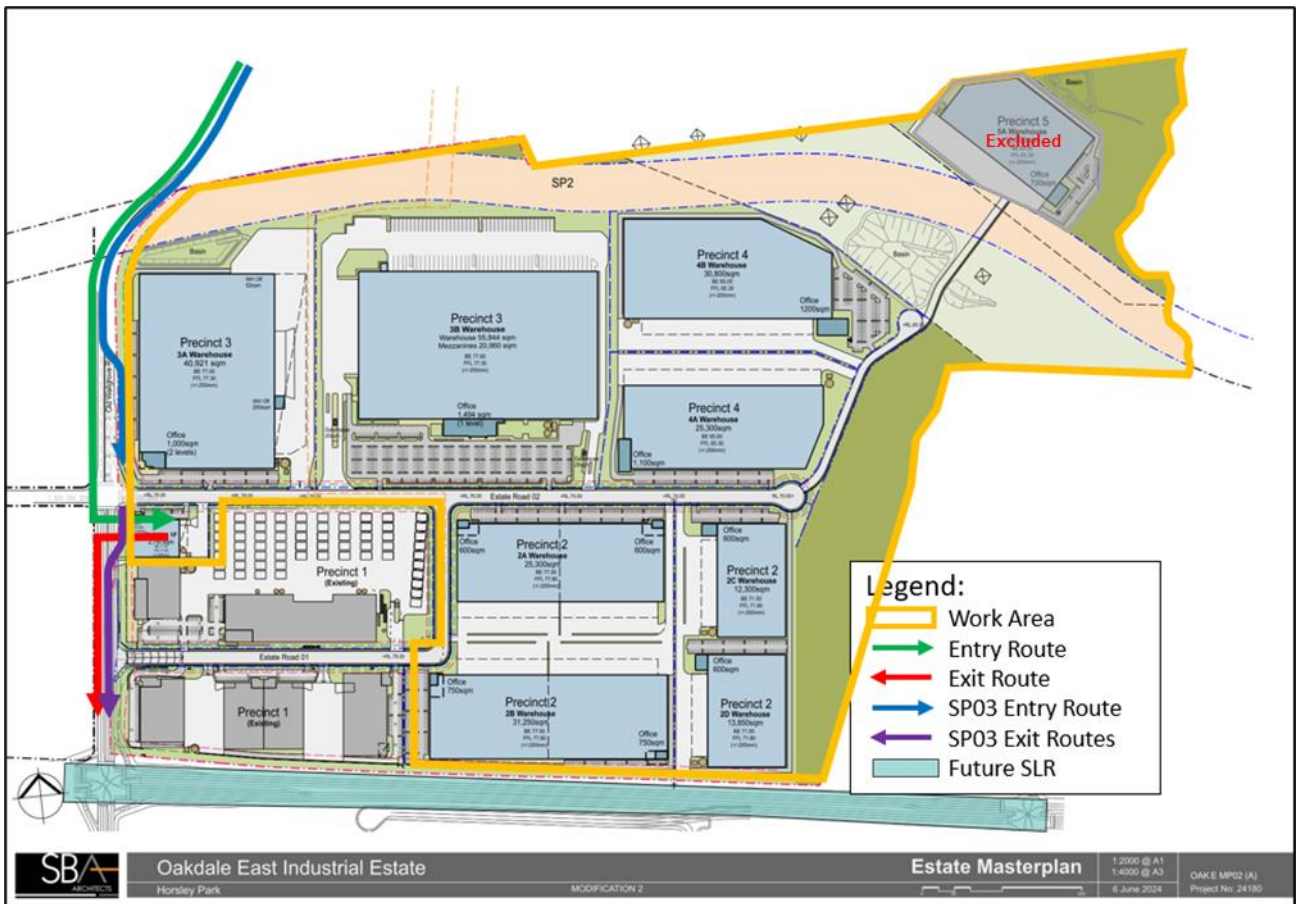 Basin
Precinct 5
5A Warehouse
Excluded
Office
730sqm
SP2
Basin
Basin
Precinct 4
4B Warehouse
30,800sqm
Office
1200sqm
Precinct 3
3A Warehouse
40,921 sqm
Office
1,000sqm
(2 levels)
Precinct 3
3B Warehouse
Warehouse 55,844 sqm
Mezzanines 20,960 sqm
Office
1,494 sqm
(1 level)
Precinct 4
4A Warehouse
25,300sqm
Office
1,100sqm
Estate Road 02
Precinct 1
(Existing)
Office
600sqm
Precinct 2
2A Warehouse
25,300sqm
Office
600sqm
Office
600sqm
Precinct 2
2C Warehouse
12,300sqm
Estate Road 01
Precinct 1
(Existing)
Office
750sqm
Precinct 2
2B Warehouse
31,250sqm
Office
750sqm
Office
600sqm
Precinct 2
2D Warehouse
13,850sqm
Legend:
Work Area
Entry Route
Exit Route
SP03 Entry Route
SP03 Exit Routes
Future SLR
SBA
ARCHITECTS
Oakdale East Industrial Estate
Horsley Park
MODIFICATION 2
Estate Masterplan
1:2000 @ A1
1:4000 @ A3
6 June 2024
OAK E MP02 (A)
Project No: 24180